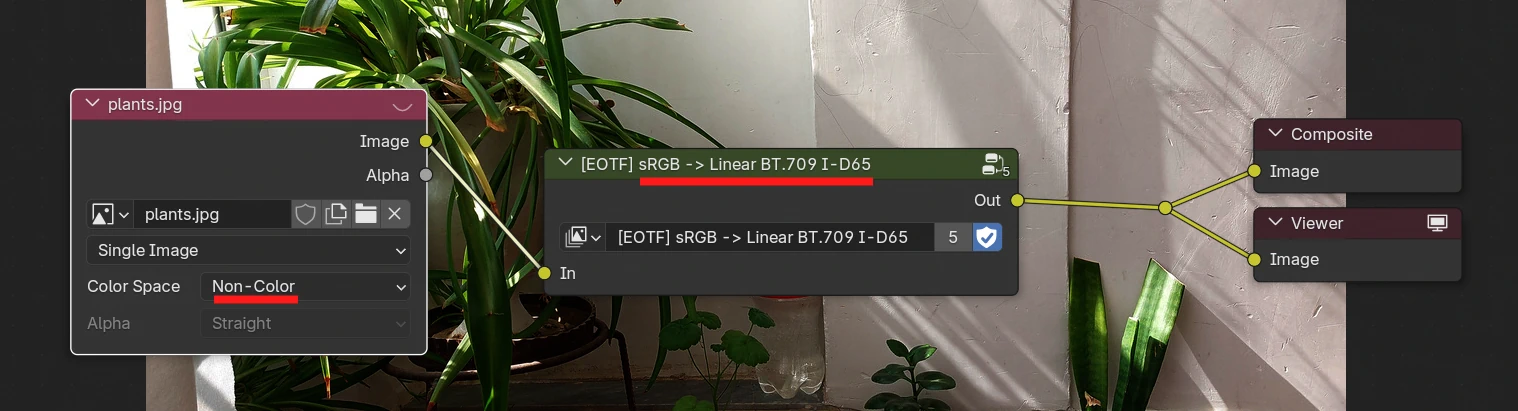 plants.jpg
Image
Alpha
plants.jpg
Single Image
Color Space Non-Color
Alpha Straight
[EOTF] sRGB -> Linear BT.709 I-D65
5
Out
[EOTF] sRGB -> Linear BT.709 I-D65 5
In
Composite
Image
Viewer
Image